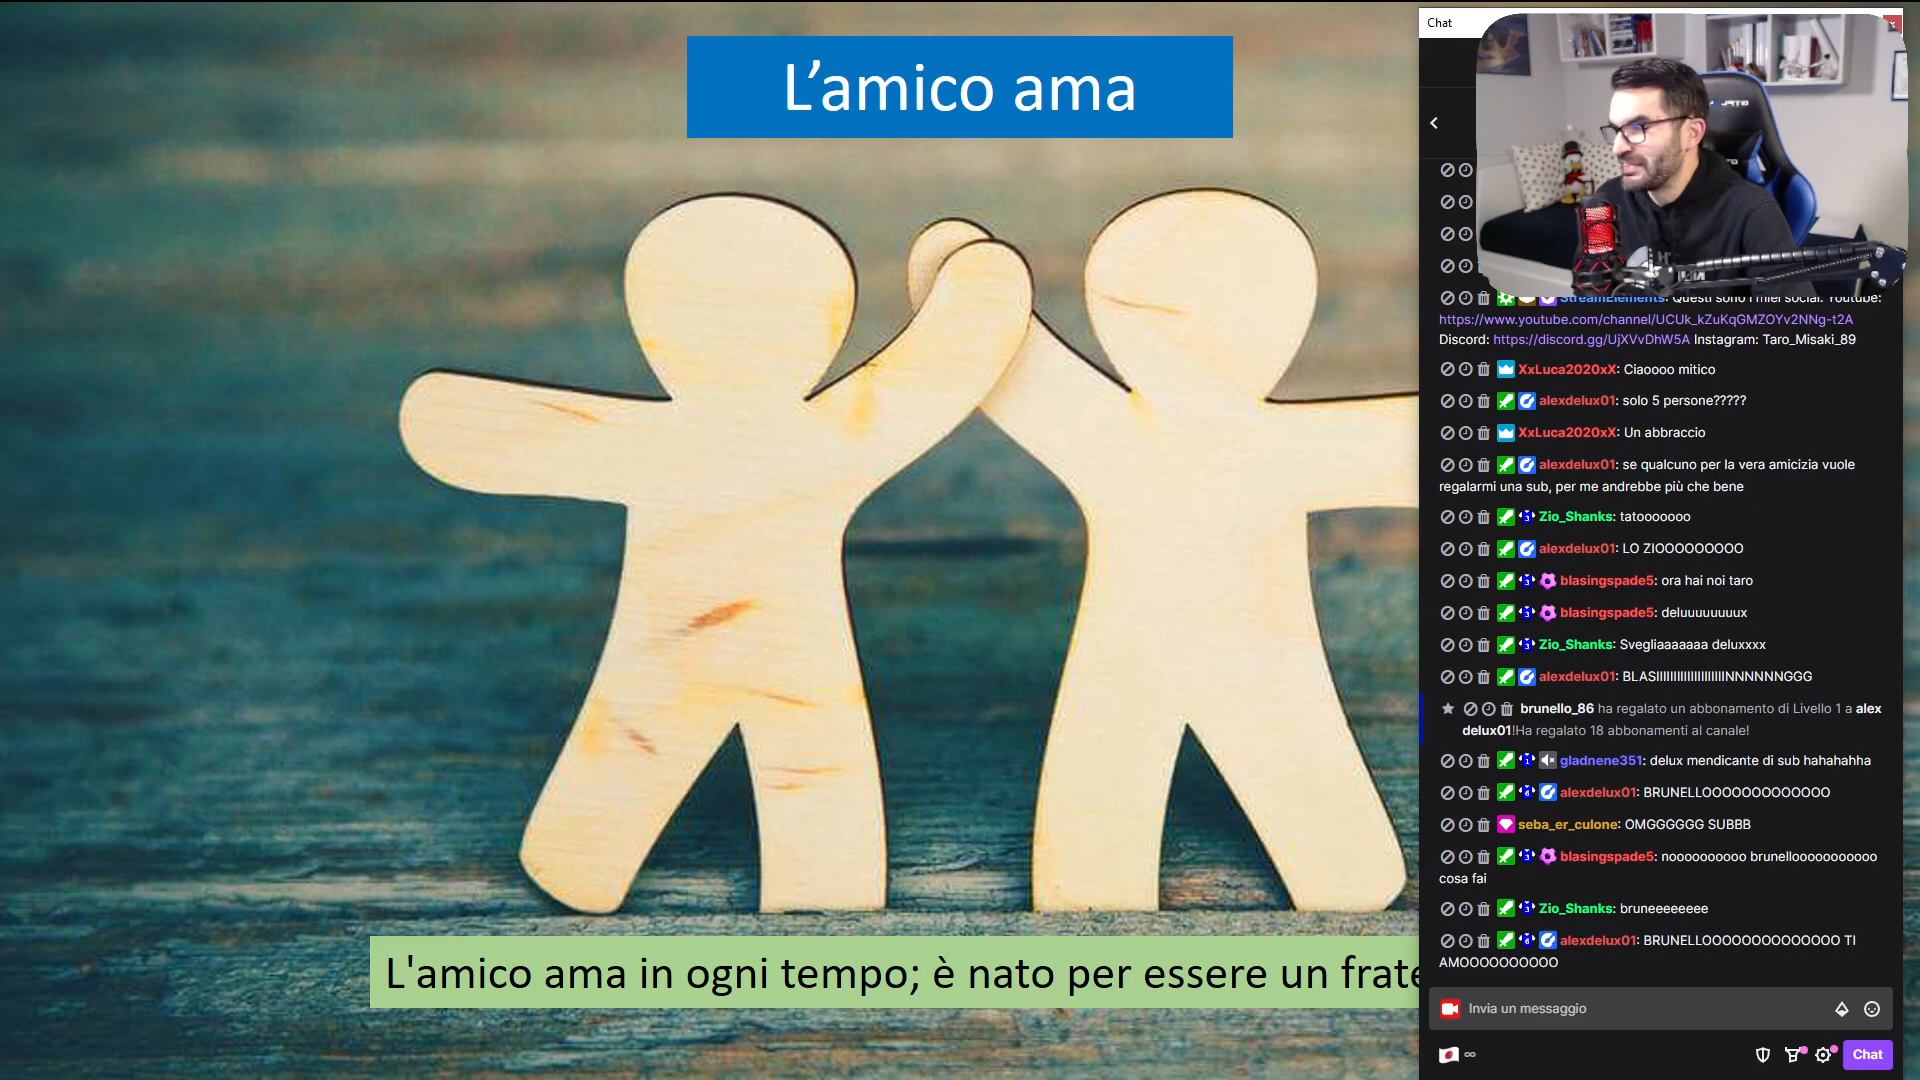 L'amico ama
L'amico ama in ogni tempo; è nato per essere un frate
Chat
StreamElements: Questi sono i miei social. Youtube:
https://www.youtube.com/channel/UCUk_kZuKqGMZOYv2NNg-t2A
Discord: https://discord.gg/UjXVvDhW5A Instagram: Taro_Misaki_89
XxLuca2020xX: Ciaoooo mitico
alexdelux01: solo 5 persone?????
XxLuca2020xX: Un abbraccio
alexdelux01: se qualcuno per la vera amicizia vuole
regalarmi una sub, per me andrebbe più che bene
Zio_Shanks: tatooooooo
alexdelux01: LO ZIOOOOOOOOO
blasingspade5: ora hai noi taro
blasingspade5: deluuuuuuuux
Zio_Shanks: Svegliaaaaaaa deluxxxx
alexdelux01: BLASIIIIIIIIIIIIIIIIIIINNNNNNGGG
brunello_86 ha regalato un abbonamento di Livello 1 a alex
delux01!Ha regalato 18 abbonamenti al canale!
gladnene351: delux mendicante di sub hahahahha
alexdelux01: BRUNELLOOOOOOOOOOOOO
seba_er_culone: OMGGGGGG SUBBB
blasingspade5: noooooooooo brunellooooooooooo
cosa fai
Zio_Shanks: bruneeeeeeee
alexdelux01: BRUNELLOOOOOOOOOOOOOO TI
AMOOOOOOOOOO
Invia un messaggio
Chat